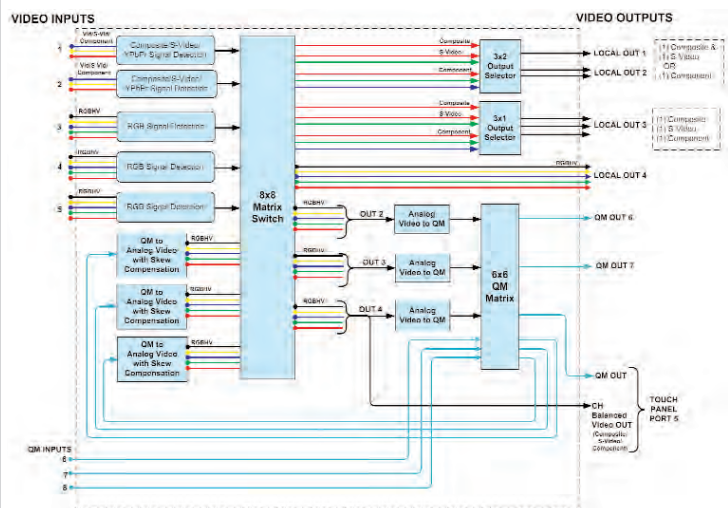 VIDEO INPUTS
VIDEO OUTPUTS
Vid/S-Vid/
Component
1
Composite/S-Video/
YPbPr Signal Detection
Vid/S-Vid/
Component
2
Composite/S-Video/
YPbPr Signal Detection
RGBHV
3
RGB Signal Detection
RGBHV
4
RGB Signal Detection
RGBHV
5
RGB Signal Detection
QM to
Analog Video
with Skew
Compensation
RGBHV
QM to
Analog Video
with Skew
Compensation
RGBHV
QM to
Analog Video
with Skew
Compensation
RGBHV
8x8
Matrix
Switch
Composite
S Video
Component
3x2
Output
Selector
LOCAL OUT 1
LOCAL OUT 2
(1) Composite &
(1) S Video
OR
(1) Component
Composite
S Video
Component
3x1
Output
Selector
LOCAL OUT 3
(1) Composite
(1) S Video
(1) Component
RGBHV
LOCAL OUT 4
RGBHV
OUT 2
Analog
Video to QM
RGBHV
OUT 3
Analog
Video to QM
RGBHV
OUT 4
Analog
Video to QM
6x6
QM
Matrix
QM OUT 6
QM OUT 7
QM OUT
CH
Balanced
Video OUT
(Composite/
S-Video/
Component)
TOUCH
PANEL
PORT 5
QM INPUTS
6
7
8